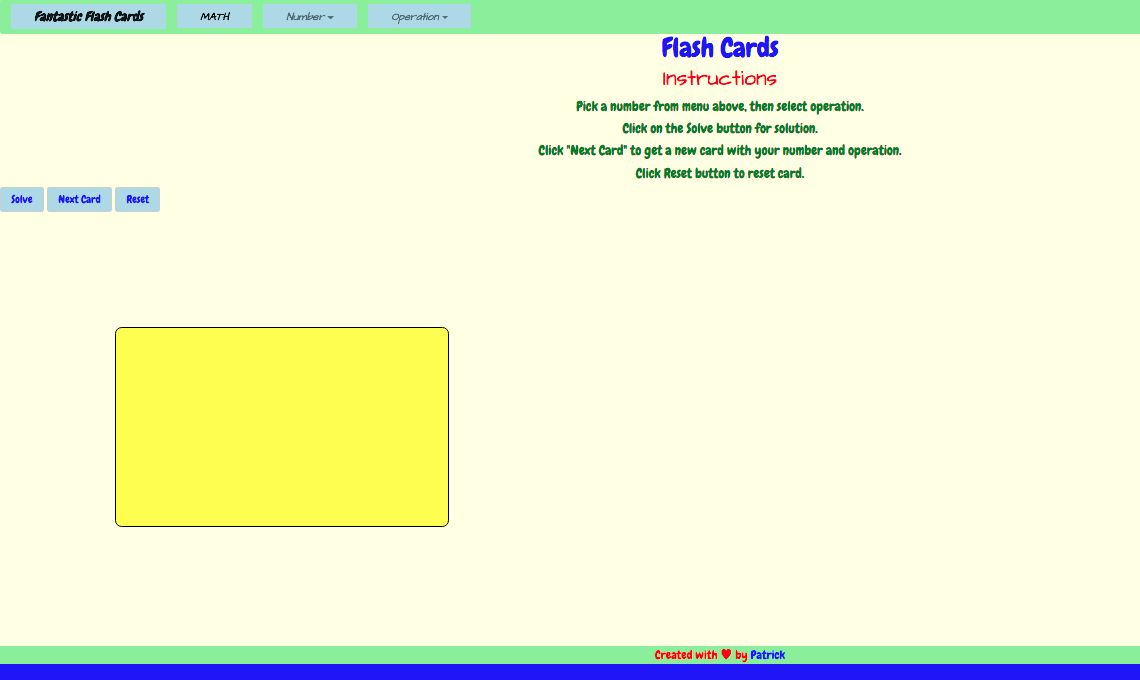 Fantastic Flash Cards MATH Number Operation
Flash Cards
Instructions
Pick a number from menu above, then select operation.
Click on the Solve button for solution.
Click "Next Card" to get a new card with your number and operation.
Click Reset button to reset card.
Solve Next Card Reset
Created with ♥ by Patrick